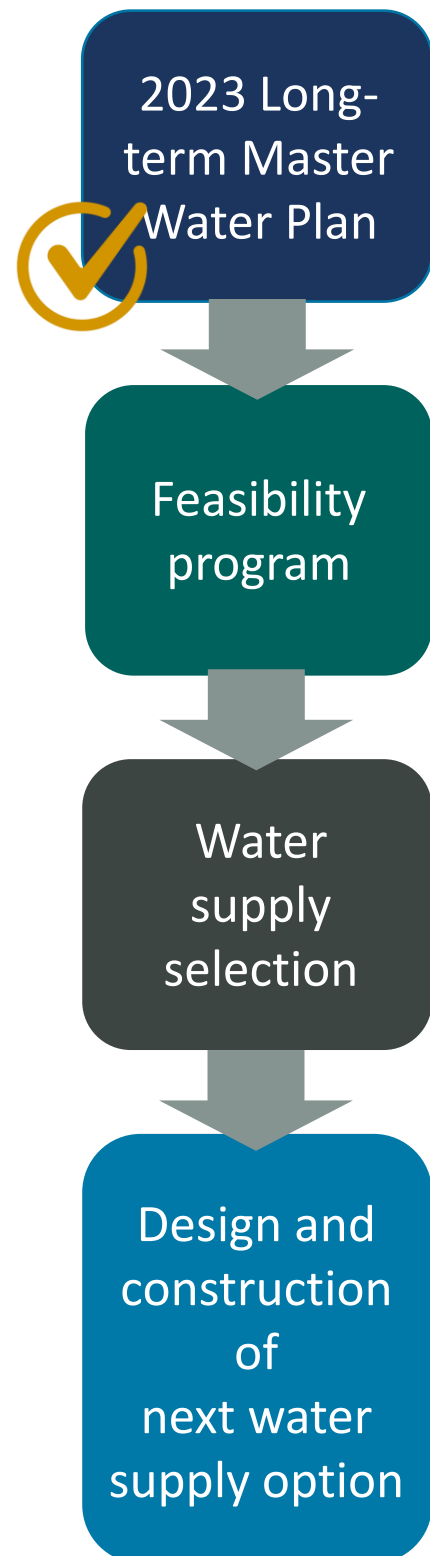 2023 Long-
term Master
Water Plan
Feasibility
program
Water
supply
selection
Design and
construction
of
next water
supply option